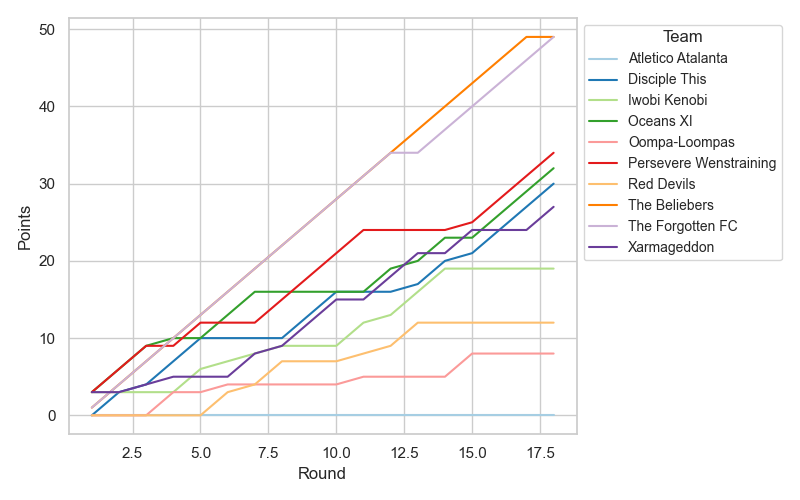 50
40
30
20
10
0
Points
2.5 5.0 7.5 10.0 12.5 15.0 17.5
Round
Team
Atletico Atalanta
Disciple This
Iwobi Kenobi
Oceans XI
Oompa-Loompas
Persevere Wenstraining
Red Devils
The Beliebers
The Forgotten FC
Xarmageddon